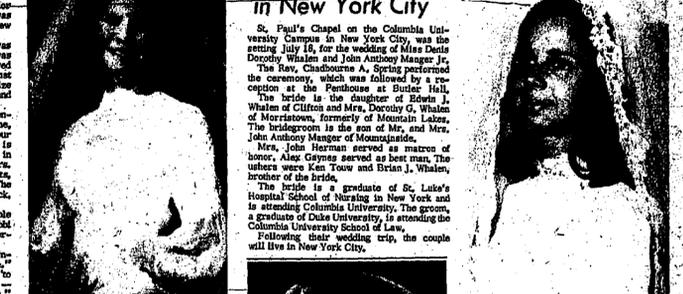 in New York City
St. Paul's Chapel on the Columbia Uni-
versity Campus in New York City, was the
setting July 18, for the wedding of Miss Denis
Dorothy Whalen and John Anthony Manger Jr.
The Rev. Chadbourne A. Spring performed
the ceremony, which was followed by a re-
ception at the Penthouse at Butler Hall.
The bride is the daughter of Edwin J.
Whalen of Clifton and Mrs. Dorothy G. Whalen
of Morristown, formerly of Mountain Lakes.
The bridegroom is the son of Mr. and Mrs.
John Anthony Manger of Mountainside.
Mrs. John Herman served as matron of
honor. Alex Gaynes served as best man. The
ushers were Ken Touw and Brian J. Whalen,
brother of the bride.
The bride is a graduate of St. Luke's
Hospital School of Nursing in New York and
is attending Columbia University. The groom,
a graduate of Duke University, is attending the
Columbia University School of Law.
Following their wedding trip, the couple
will live in New York City.